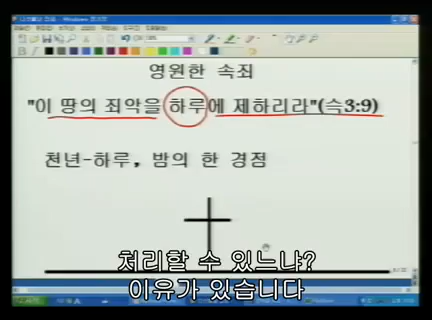 영원한 속죄
"이 땅의 죄악을 하루에 제하리라"(슥3:9)
천년-하루, 밤의 한 경점
처리할 수 있느냐?
이유가 있습니다